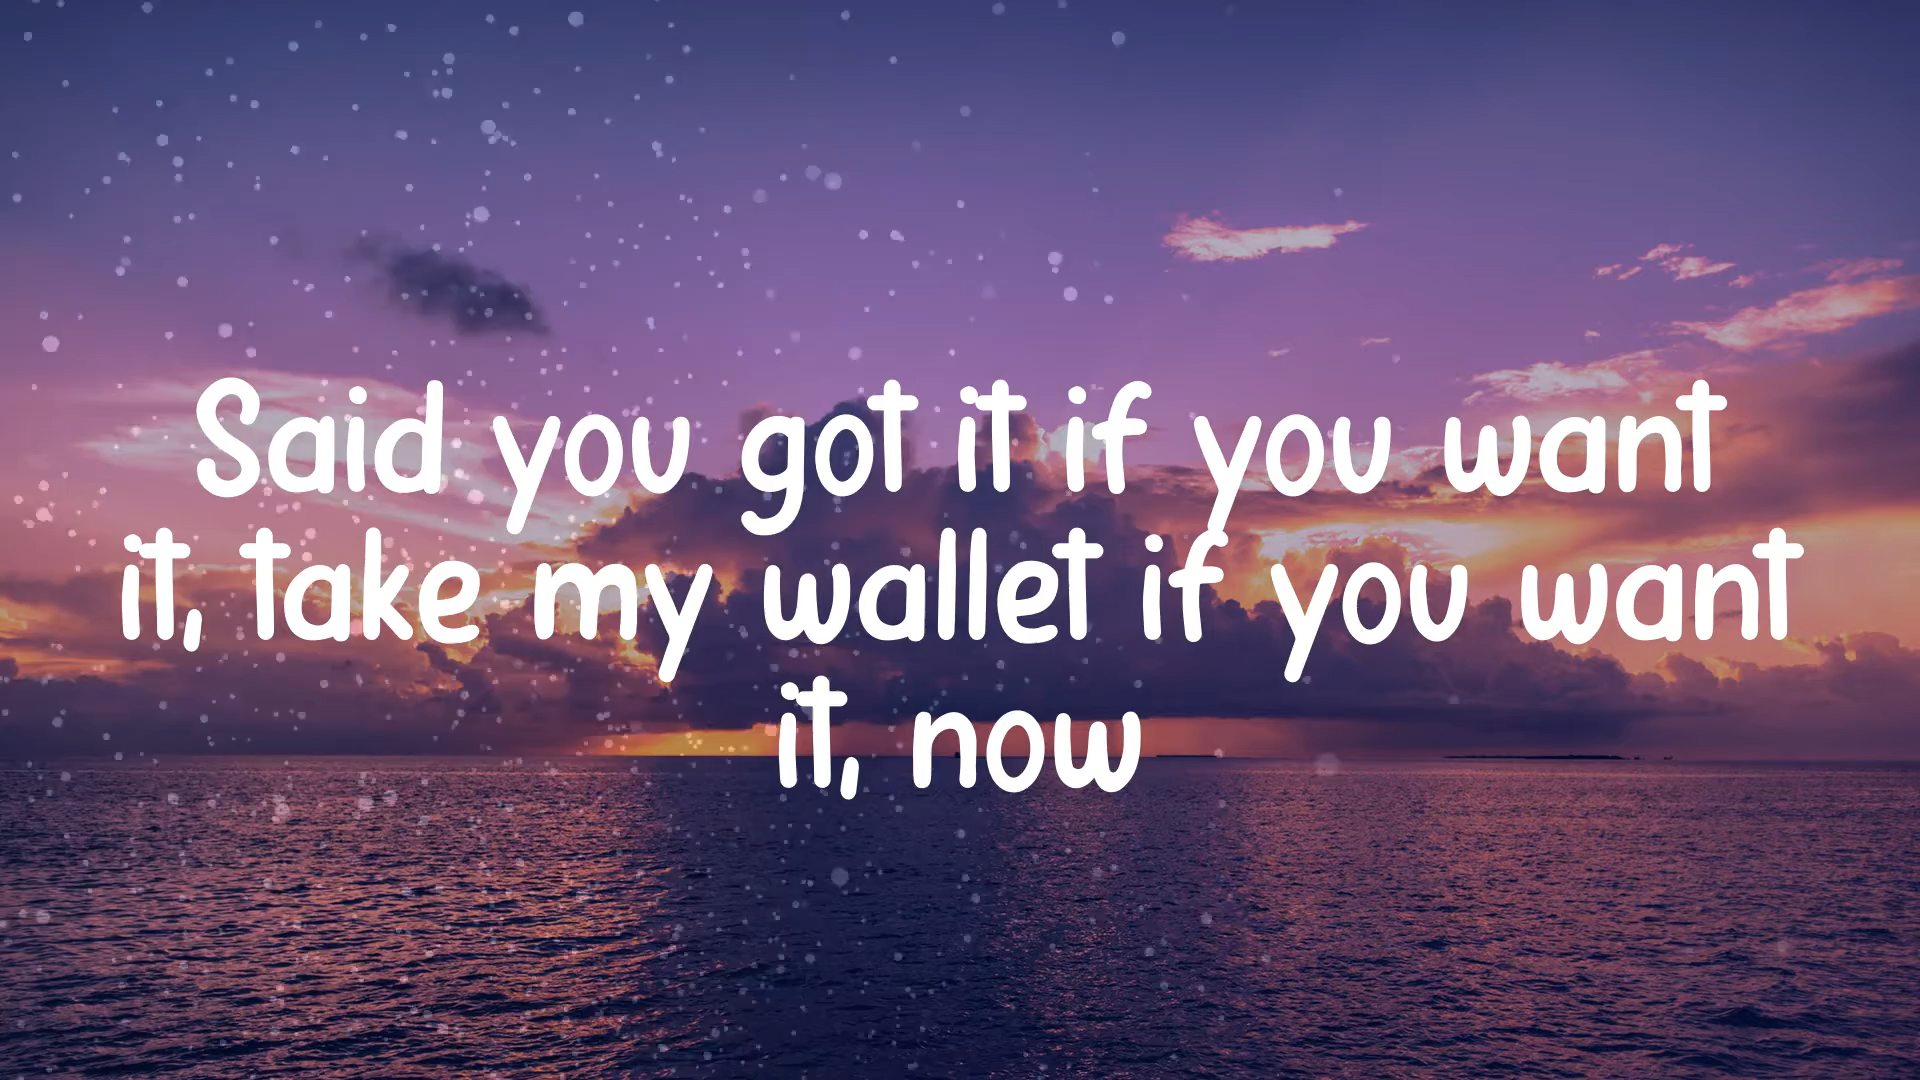 Said you got it if you want
it, take my wallet if you want
it, now